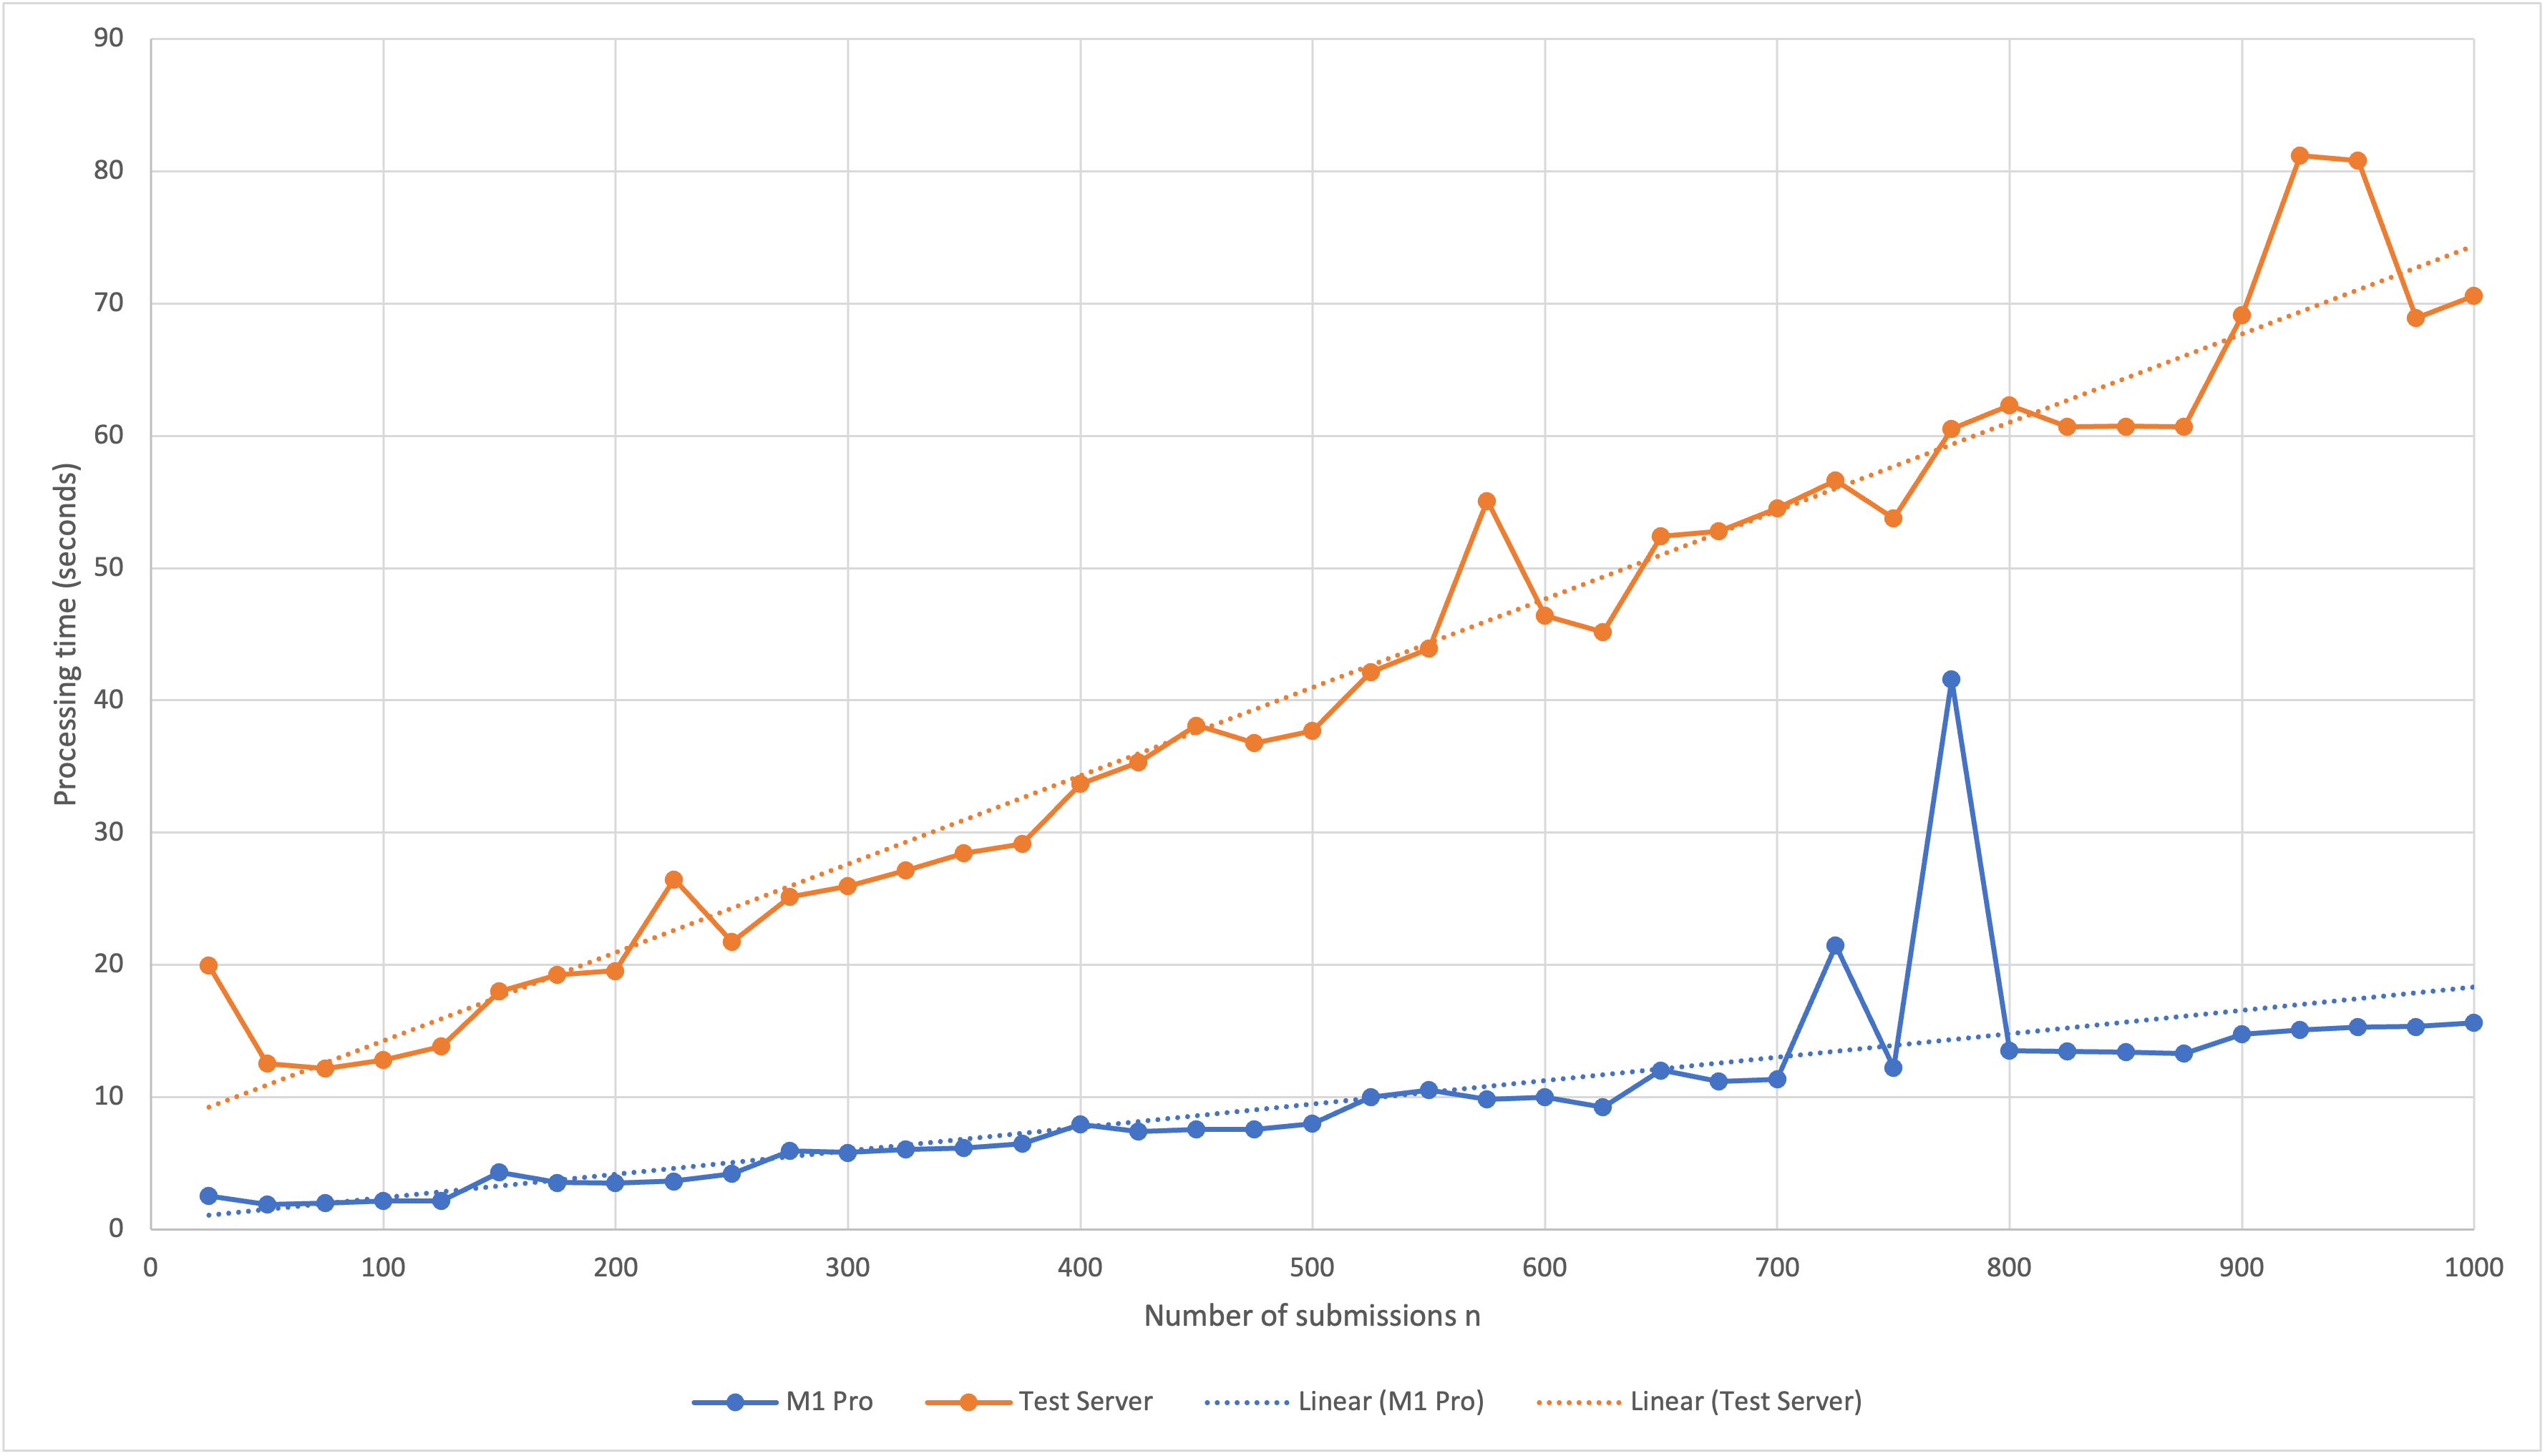 90
80
70
60
50
40
30
20
10
0
Processing time (seconds)
0 100 200 300 400 500 600 700 800 900 1000
Number of submissions n
M1 Pro Test Server Linear (M1 Pro) Linear (Test Server)